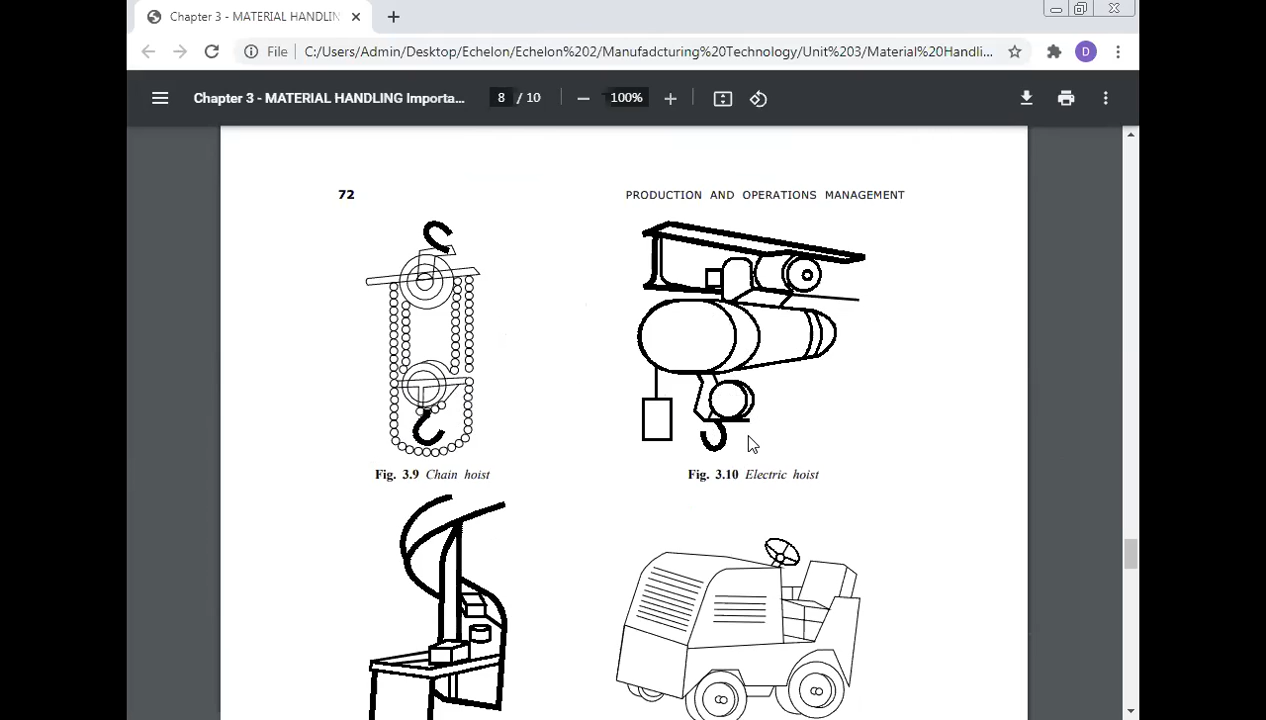 Chapter 3 - MATERIAL HANDLIN
File C:/Users/Admin/Desktop/Echelon/Echelon%202/Manufadcturing%20Technology/Unit%203/Material%20Handli...
D
Chapter 3 - MATERIAL HANDLING Importa... 8 / 10 100%
72 PRODUCTION AND OPERATIONS MANAGEMENT
Fig. 3.9 Chain hoist
Fig. 3.10 Electric hoist